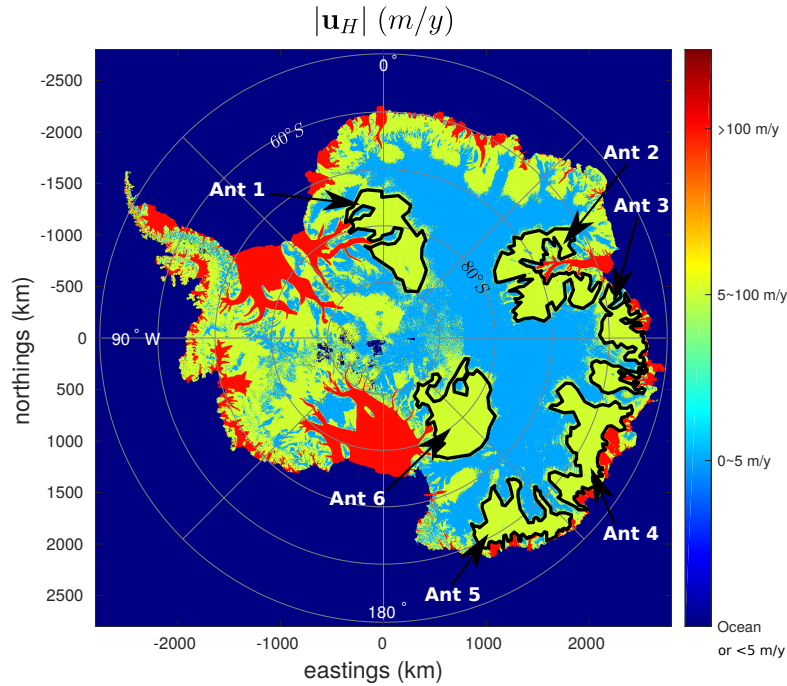 |u_H| (m/y)
-2500
-2000
-1500
-1000
-500
0
500
1000
1500
2000
2500
northings (km)
0°
60°S
80°S
90° W
180°
Ant 1
Ant 2
Ant 3
Ant 4
Ant 5
Ant 6
-2000
-1000
0
1000
2000
eastings (km)
>100 m/y
5~100 m/y
0~5 m/y
Ocean
or <5 m/y